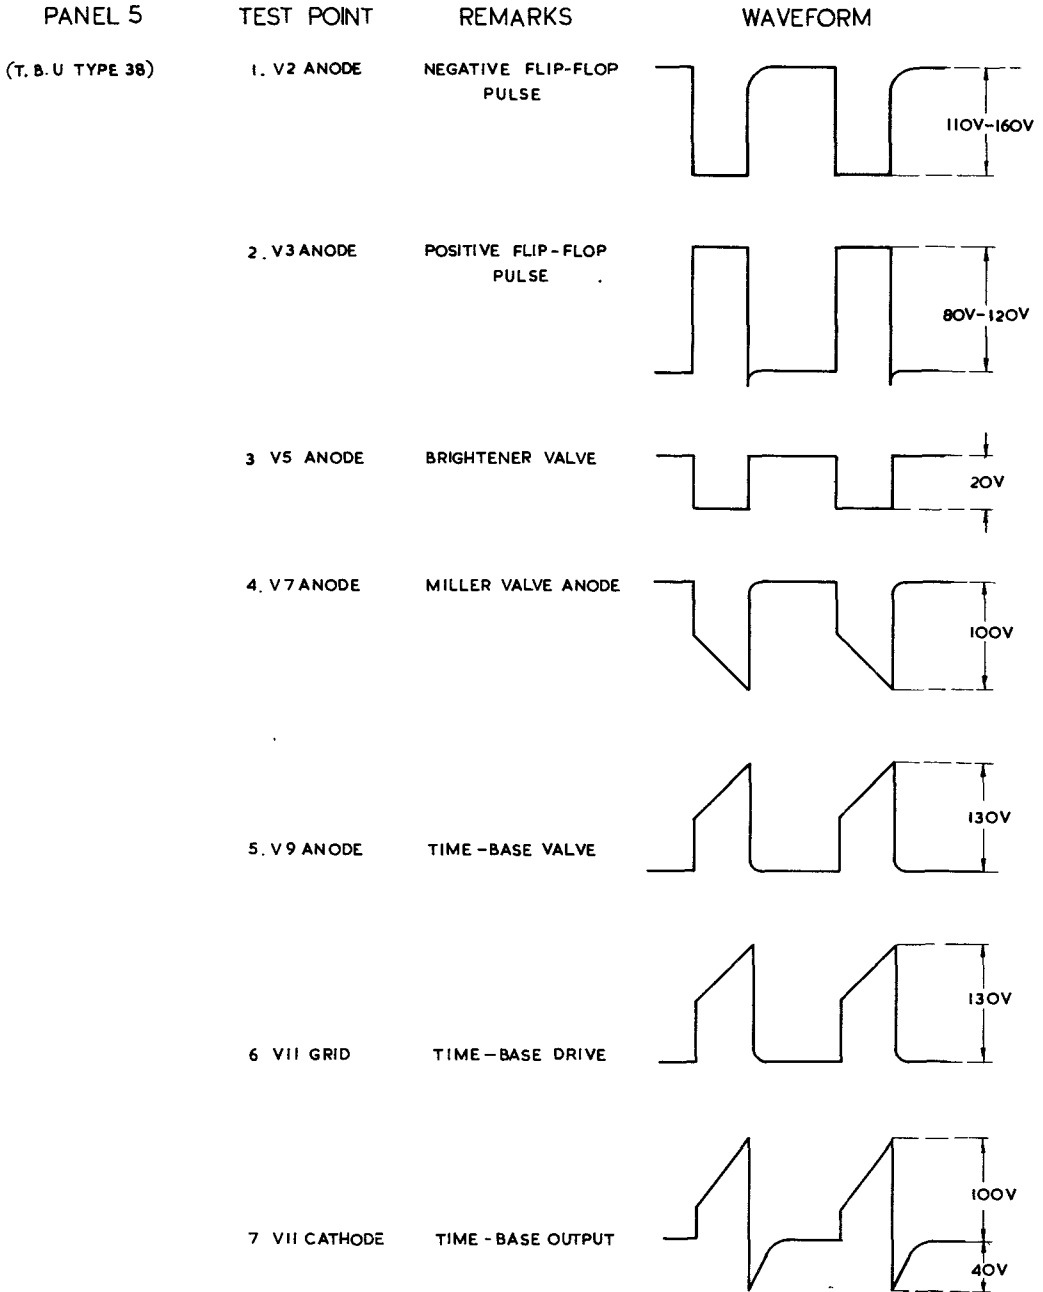 PANEL 5 TEST POINT REMARKS WAVEFORM
(T. B. U TYPE 38) 1. V2 ANODE NEGATIVE FLIP-FLOP
PULSE
110V-160V
2. V3 ANODE POSITIVE FLIP-FLOP
PULSE
80V-120V
3 V5 ANODE BRIGHTENER VALVE
20V
4. V7 ANODE MILLER VALVE ANODE
100V
5. V9 ANODE TIME-BASE VALVE
130V
6 V11 GRID TIME-BASE DRIVE
130V
7 V11 CATHODE TIME-BASE OUTPUT
100V
40V